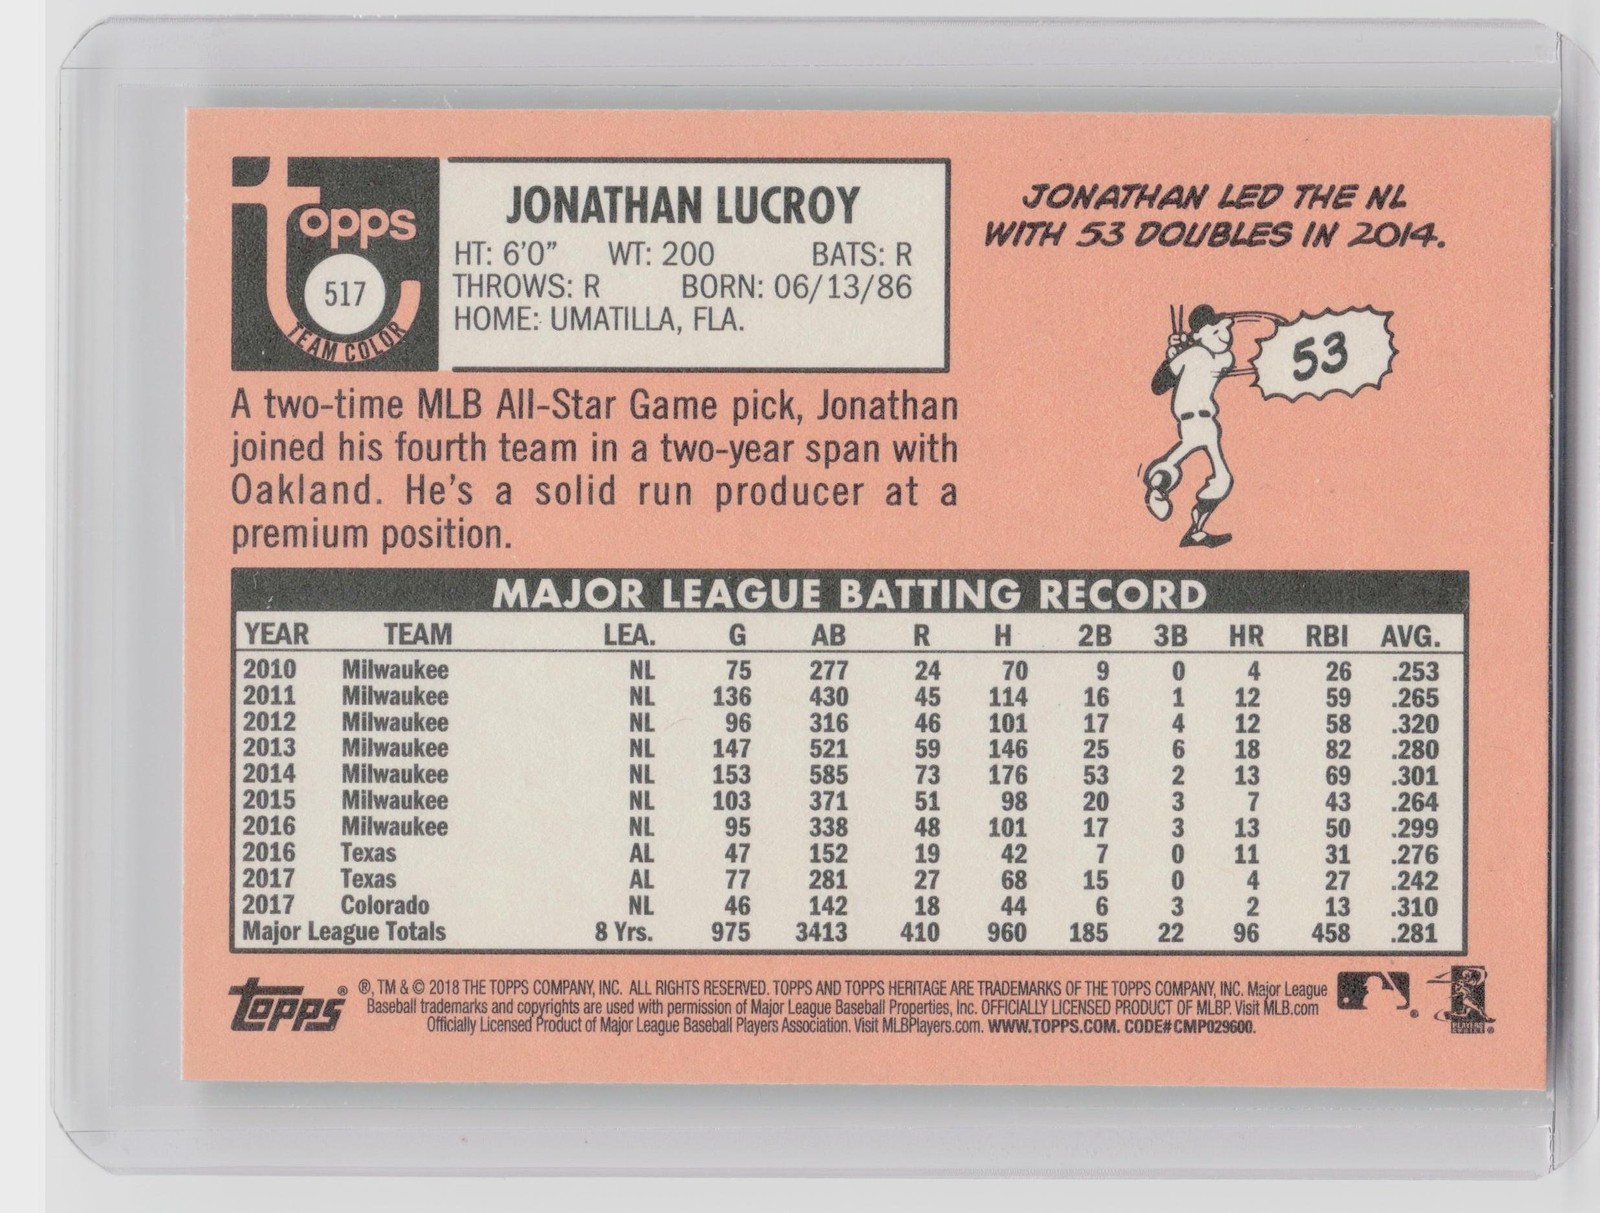 topps
517
TEAM COLOR
JONATHAN LUCROY
HT: 6'0" WT: 200 BATS: R
THROWS: R BORN: 06/13/86
HOME: UMATILLA, FLA.
JONATHAN LED THE NL
WITH 53 DOUBLES IN 2014.
53
A two-time MLB All-Star Game pick, Jonathan
joined his fourth team in a two-year span with
Oakland. He's a solid run producer at a
premium position.
MAJOR LEAGUE BATTING RECORD
YEAR TEAM LEA. G AB R H 2B 3B HR RBI AVG.
2010 Milwaukee NL 75 277 24 70 9 0 4 26 .253
2011 Milwaukee NL 136 430 45 114 16 1 12 59 .265
2012 Milwaukee NL 96 316 46 101 17 4 12 58 .320
2013 Milwaukee NL 147 521 59 146 25 6 18 82 .280
2014 Milwaukee NL 153 585 73 176 53 2 13 69 .301
2015 Milwaukee NL 103 371 51 98 20 3 7 43 .264
2016 Milwaukee NL 95 338 48 101 17 3 13 50 .299
2016 Texas AL 47 152 19 42 7 0 11 31 .276
2017 Texas AL 77 281 27 68 15 0 4 27 .242
2017 Colorado NL 46 142 18 44 6 3 2 13 .310
Major League Totals 8 Yrs. 975 3413 410 960 185 22 96 458 .281
topps® ®, TM & © 2018 THE TOPPS COMPANY, INC. ALL RIGHTS RESERVED. TOPPS AND TOPPS HERITAGE ARE TRADEMARKS OF THE TOPPS COMPANY, INC. Major League
Baseball trademarks and copyrights are used with permission of Major League Baseball Properties, Inc. OFFICIALLY LICENSED PRODUCT OF MLBP. Visit MLB.com
Officially Licensed Product of Major League Baseball Players Association. Visit MLBPlayers.com. WWW.TOPPS.COM. CODE#CMP029600.